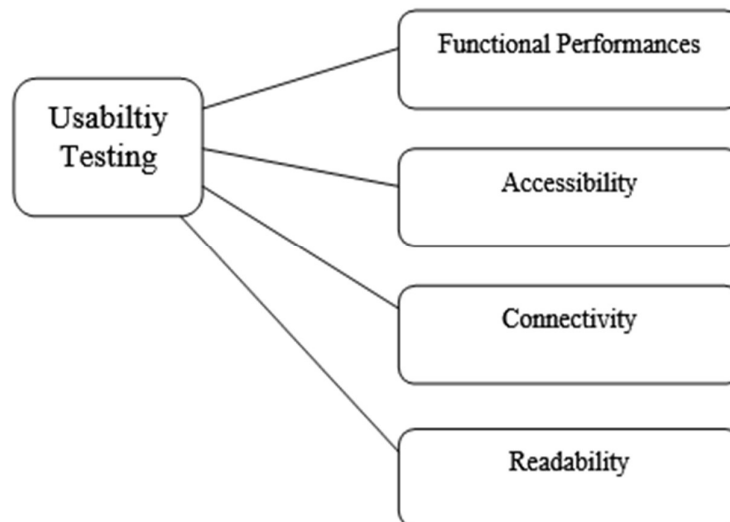 Usabiltiy
Testing
Functional Performances
Accessibility
Connectivity
Readability